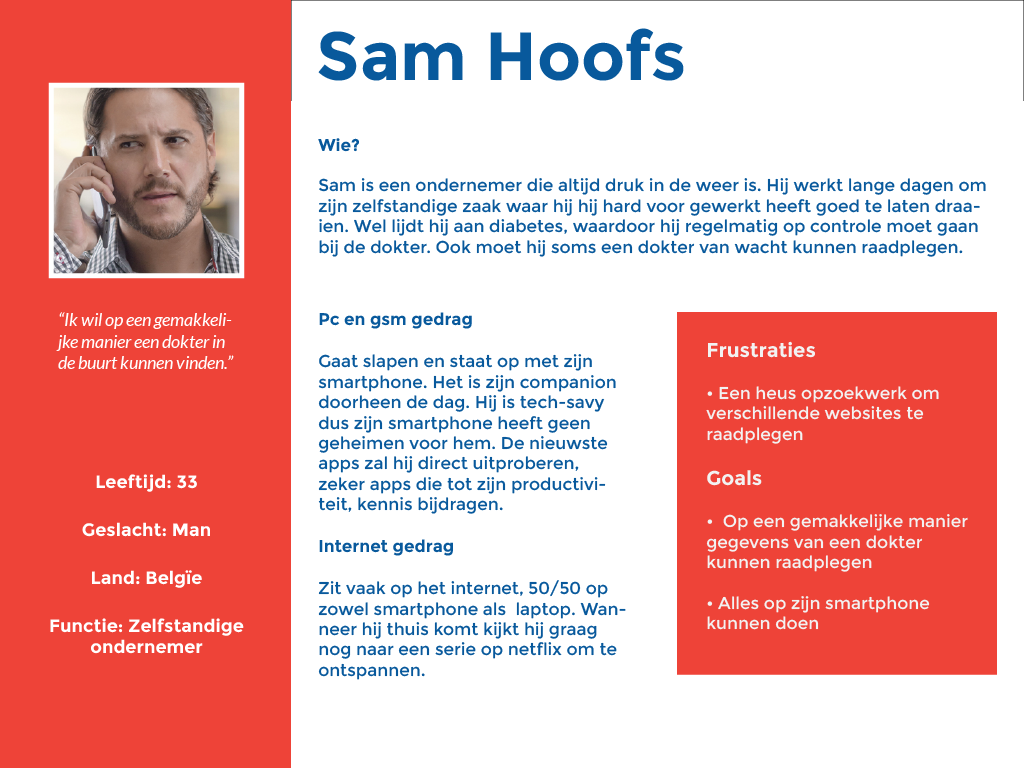 Sam Hoofs
“Ik wil op een gemakkeli-
jke manier een dokter in
de buurt kunnen vinden.”
Leeftijd: 33
Geslacht: Man
Land: Belgïe
Functie: Zelfstandige
ondernemer
Wie?
Sam is een ondernemer die altijd druk in de weer is. Hij werkt lange dagen om
zijn zelfstandige zaak waar hij hij hard voor gewerkt heeft goed te laten draa-
ien. Wel lijdt hij aan diabetes, waardoor hij regelmatig op controle moet gaan
bij de dokter. Ook moet hij soms een dokter van wacht kunnen raadplegen.
Pc en gsm gedrag
Gaat slapen en staat op met zijn
smartphone. Het is zijn companion
doorheen de dag. Hij is tech-savy
dus zijn smartphone heeft geen
geheimen voor hem. De nieuwste
apps zal hij direct uitproberen,
zeker apps die tot zijn productivi-
teit, kennis bijdragen.
Internet gedrag
Zit vaak op het internet, 50/50 op
zowel smartphone als  laptop. Wan-
neer hij thuis komt kijkt hij graag
nog naar een serie op netflix om te
ontspannen.
Frustraties
• Een heus opzoekwerk om
verschillende websites te
raadplegen
Goals
•  Op een gemakkelijke manier
gegevens van een dokter
kunnen raadplegen
• Alles op zijn smartphone
kunnen doen